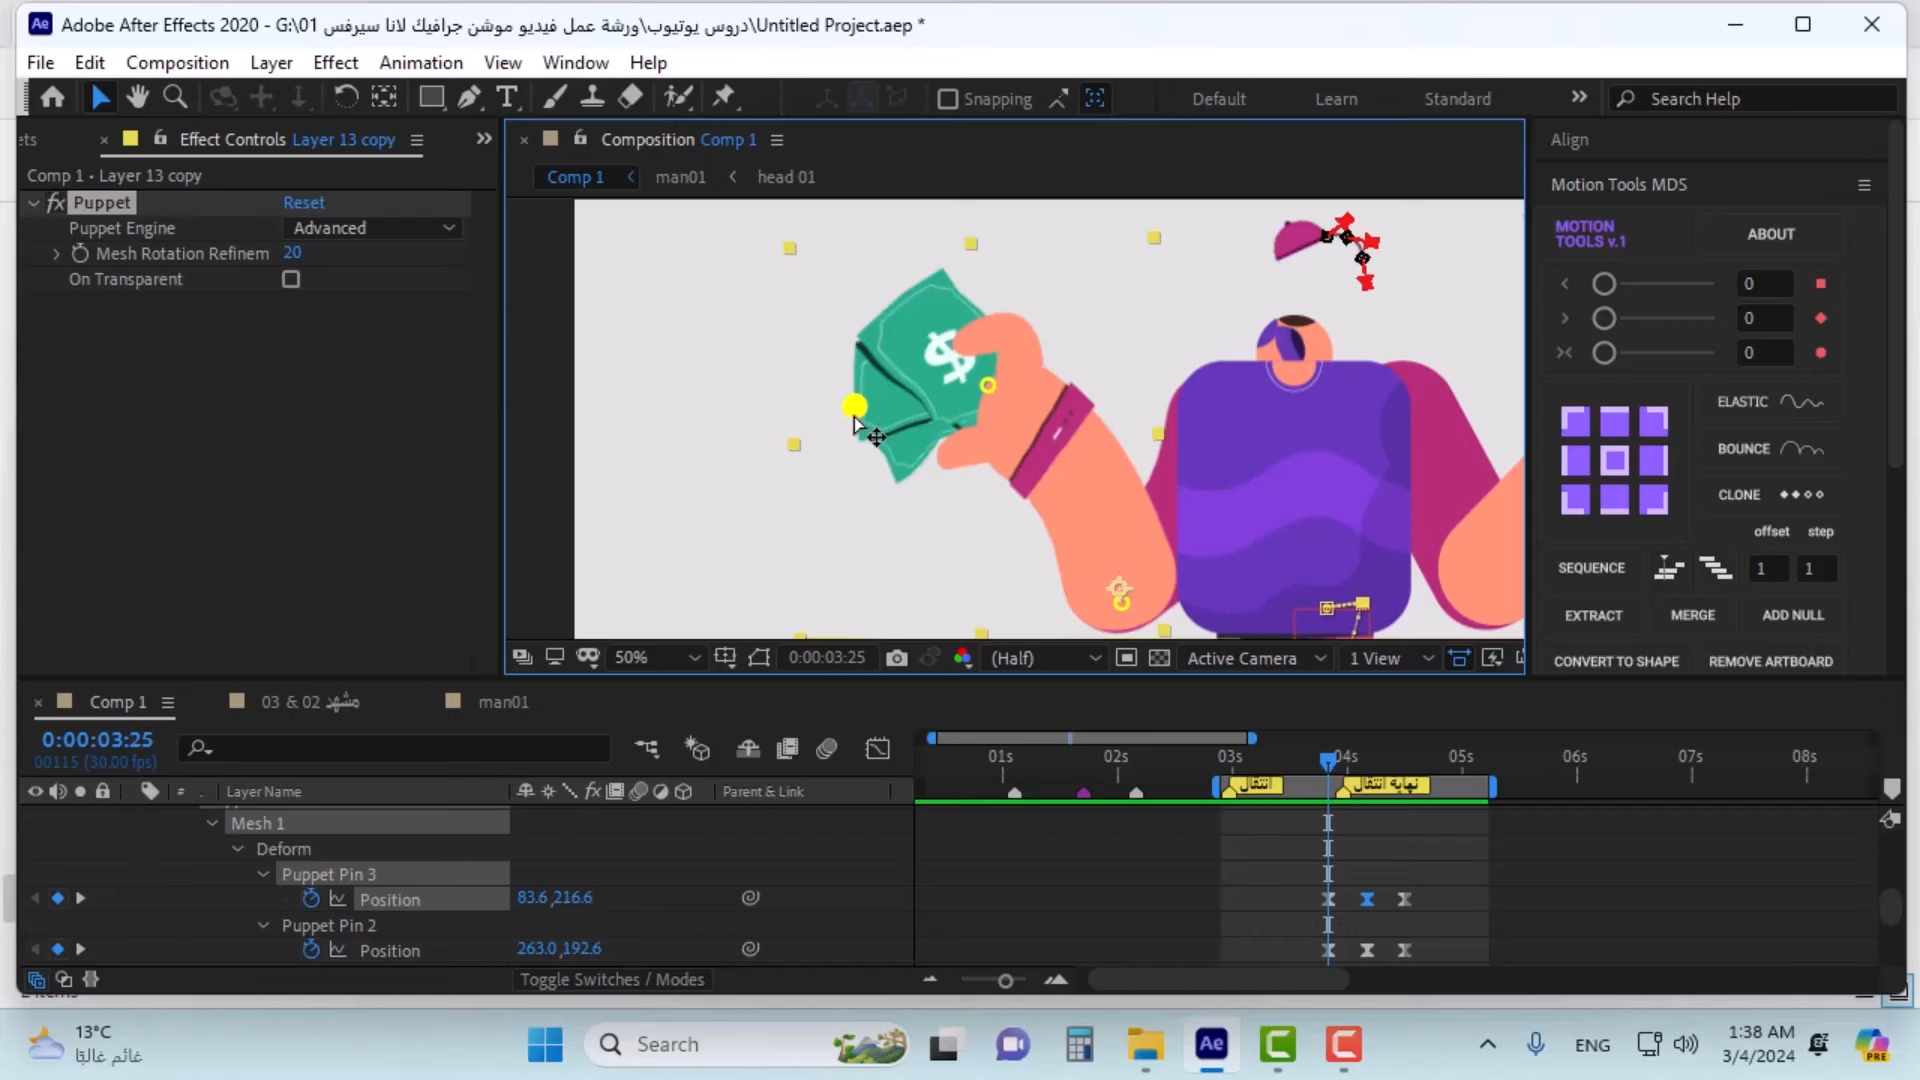 Ae Adobe After Effects 2020 - G:\01 دروس يوتيوب\ورشة عمل فيديو موشن جرافيك لانا سيرفس\Untitled Project.aep *
File Edit Composition Layer Effect Animation View Window Help
Snapping Default Learn Standard Search Help
ets Effect Controls Layer 13 copy
Comp 1 • Layer 13 copy
fx Puppet Reset
Puppet Engine Advanced
Mesh Rotation Refinem 20
On Transparent
Composition Comp 1
Comp 1 man01 head 01
$
50% 0:00:03:25 (Half) Active Camera 1 View
Align
Motion Tools MDS
MOTION TOOLS v.1 ABOUT
0
0
0
ELASTIC
BOUNCE
CLONE
offset step
SEQUENCE 1 1
EXTRACT MERGE ADD NULL
CONVERT TO SHAPE REMOVE ARTBOARD
Comp 1 مشهد 02 & 03 man01
0:00:03:25
00115 (30.00 fps)
01s 02s 03s 04s 05s 06s 07s 08s
# Layer Name fx Parent & Link
انتقال نهاية انتقال
Mesh 1
Deform
Puppet Pin 3
Position 83.6,216.6
Puppet Pin 2
Position 263.0,192.6
Toggle Switches / Modes
13°C
غائم غالبًا
Search
Ae
ENG
1:38 AM
3/4/2024
PRE